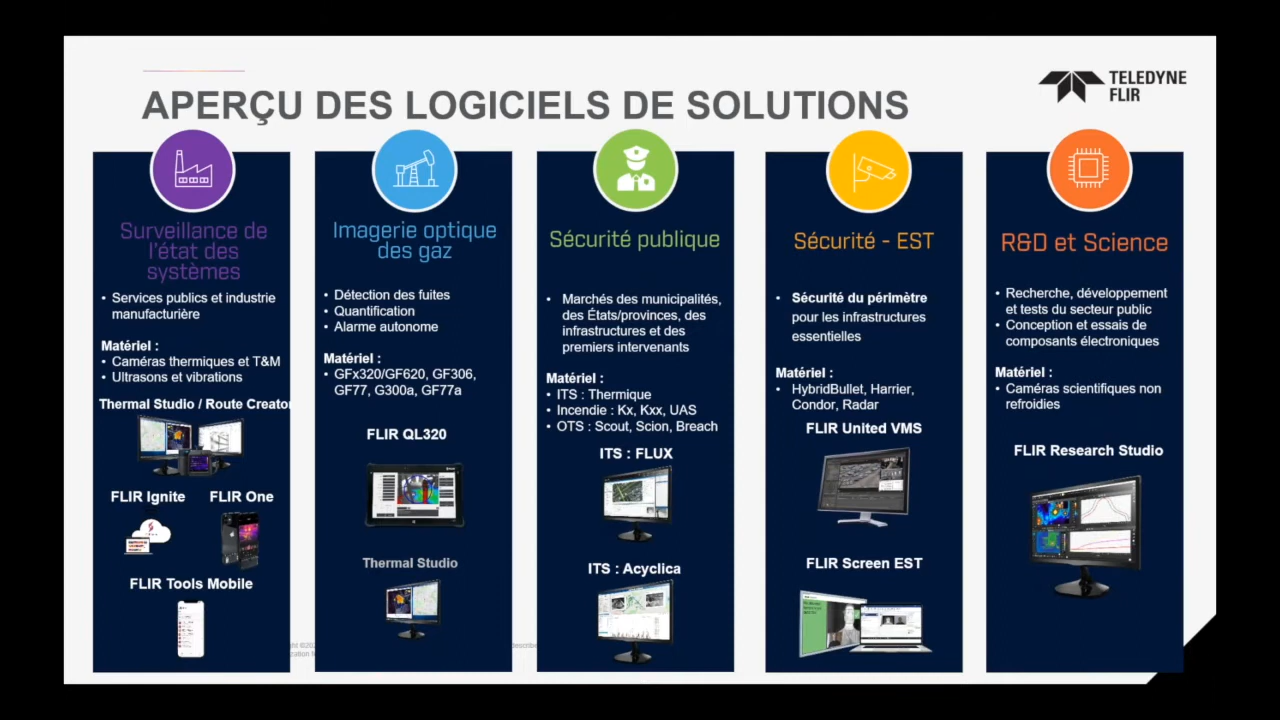 TELEDYNE
FLIR
APERÇU DES LOGICIELS DE SOLUTIONS
Surveillance de
l'état des
systèmes
• Services publics et industrie
manufacturière
Matériel :
• Caméras thermiques et T&M
• Ultrasons et vibrations
Thermal Studio / Route Creator
FLIR Ignite
FLIR One
FLIR Tools Mobile
Imagerie optique
des gaz
• Détection des fuites
• Quantification
• Alarme autonome
Matériel :
• GFx320/GF620, GF306,
GF77, G300a, GF77a
FLIR QL320
Thermal Studio
Sécurité publique
• Marchés des municipalités,
des États/provinces, des
infrastructures et des
premiers intervenants
Matériel :
• ITS : Thermique
• Incendie : Kx, Kxx, UAS
• OTS : Scout, Scion, Breach
ITS : FLUX
ITS : Acyclica
Sécurité - EST
• Sécurité du périmètre
pour les infrastructures
essentielles
Matériel :
• HybridBullet, Harrier,
Condor, Radar
FLIR United VMS
FLIR Screen EST
R&D et Science
• Recherche, développement
et tests du secteur public
• Conception et essais de
composants électroniques
Matériel :
• Caméras scientifiques non
refroidies
FLIR Research Studio